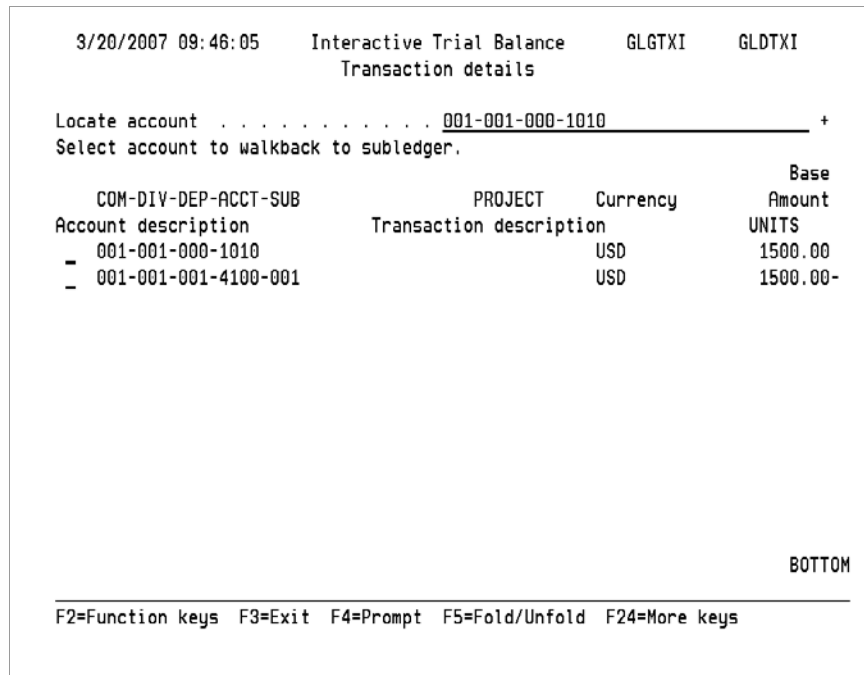 3/20/2007 09:46:05 Interactive Trial Balance GLGTXI GLDTXI
Transaction details
Locate account . . . . . . . . . . . 001-001-000-1010 +
Select account to walkback to subledger.
Base
COM-DIV-DEP-ACCT-SUB PROJECT Currency Amount
Account description Transaction description UNITS
_ 001-001-000-1010 USD 1500.00
_ 001-001-001-4100-001 USD 1500.00-
BOTTOM
F2=Function keys F3=Exit F4=Prompt F5=Fold/Unfold F24=More keys